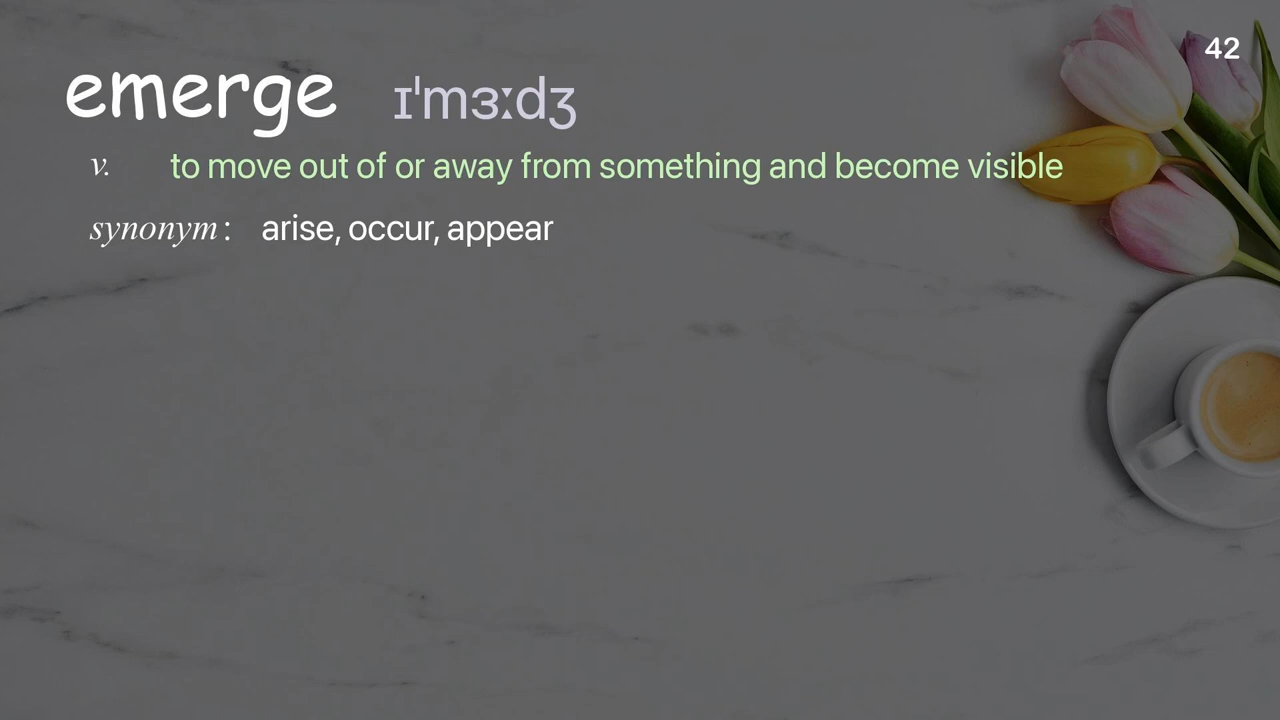 42
emerge ɪˈmɜːdʒ
v. to move out of or away from something and become visible
synonym : arise, occur, appear